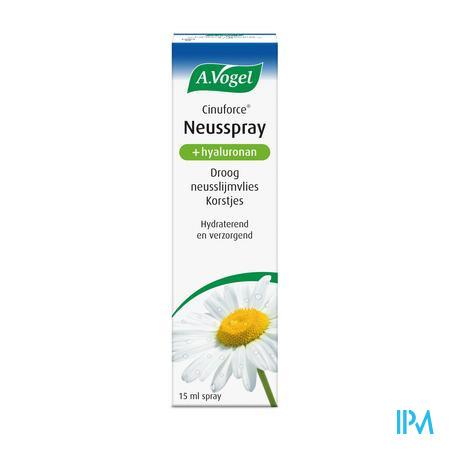 A.Vogel
Cinuforce®
Neusspray
+hyaluronan
Droog
neusslijmvlies
Korstjes
Hydraterend
en verzorgend
15 ml spray
IPM